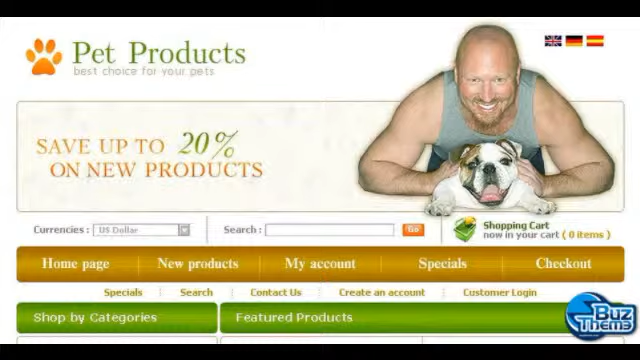 Pet Products
best choice for your pets
SAVE UP TO 20%
ON NEW PRODUCTS
Currencies : US Dollar
Search : Go
Shopping Cart
now in your cart ( 0 items )
Home page New products My account Specials Checkout
Specials Search Contact Us Create an account Customer Login
Shop by Categories Featured Products
Buz
Them3